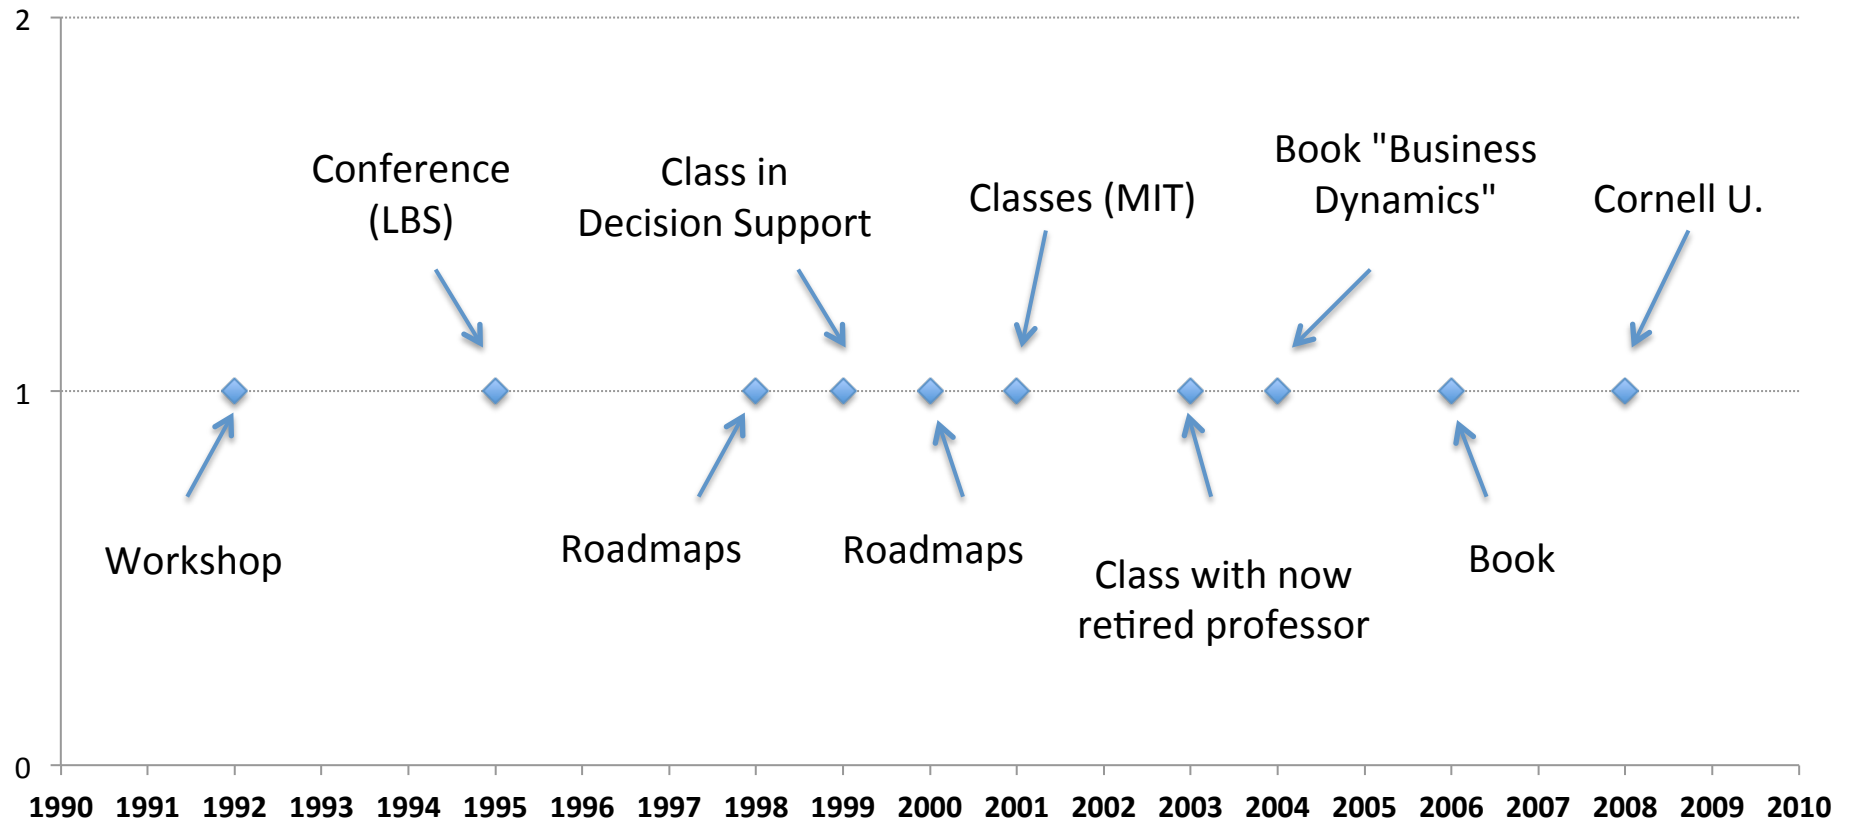 2
Conference
(LBS)
Class in
Decision Support
Classes (MIT)
Book "Business
Dynamics"
Cornell U.
1
Workshop
Roadmaps
Roadmaps
Class with now
retired professor
Book
0
1990 1991 1992 1993 1994 1995 1996 1997 1998 1999 2000 2001 2002 2003 2004 2005 2006 2007 2008 2009 2010